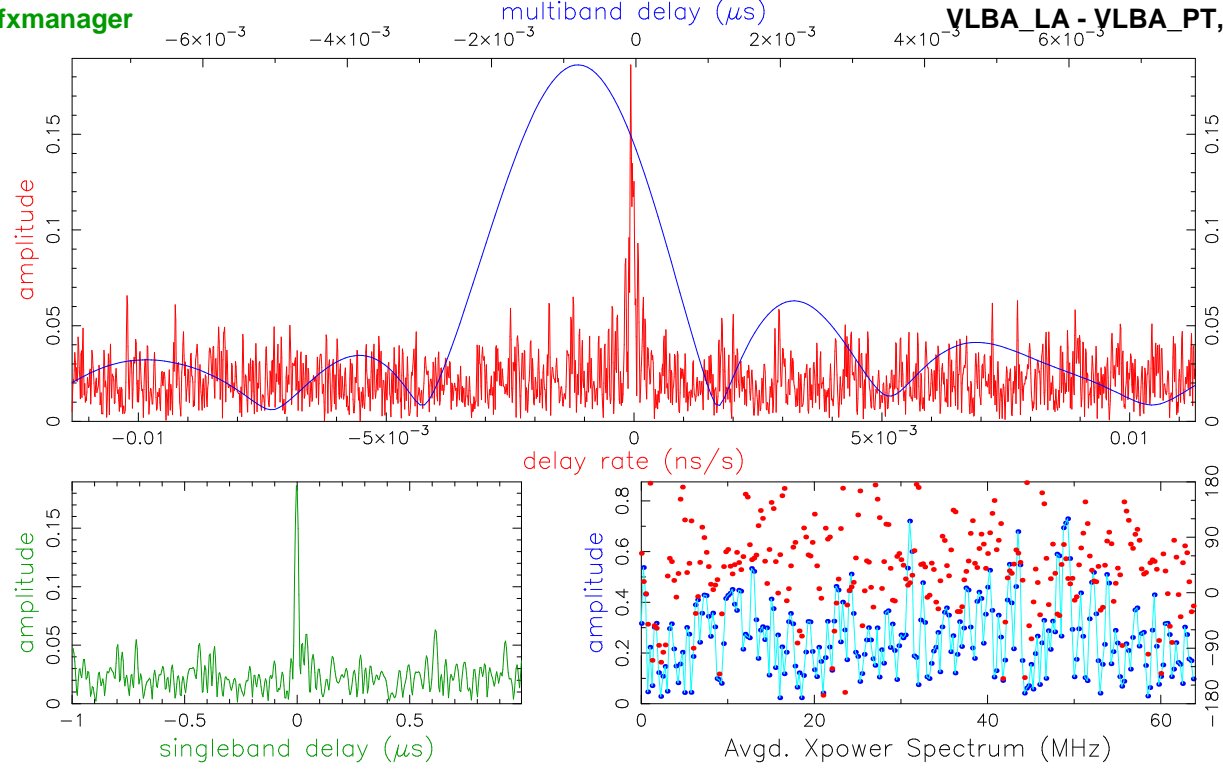 fxmanager
multiband delay (μs)
VLBA_LA - VLBA_PT,
−6×10⁻³ −4×10⁻³ −2×10⁻³ 0 2×10⁻³ 4×10⁻³ 6×10⁻³
amplitude
0 0.05 0.1 0.15
0 0.05 0.1 0.15
−0.01 −5×10⁻³ 0 5×10⁻³ 0.01
delay rate (ns/s)
amplitude
0 0.05 0.1 0.15
−1 −0.5 0 0.5
singleband delay (μs)
amplitude
0 0.2 0.4 0.6 0.8
−180 −90 0 90 180
0 20 40 60
Avgd. Xpower Spectrum (MHz)